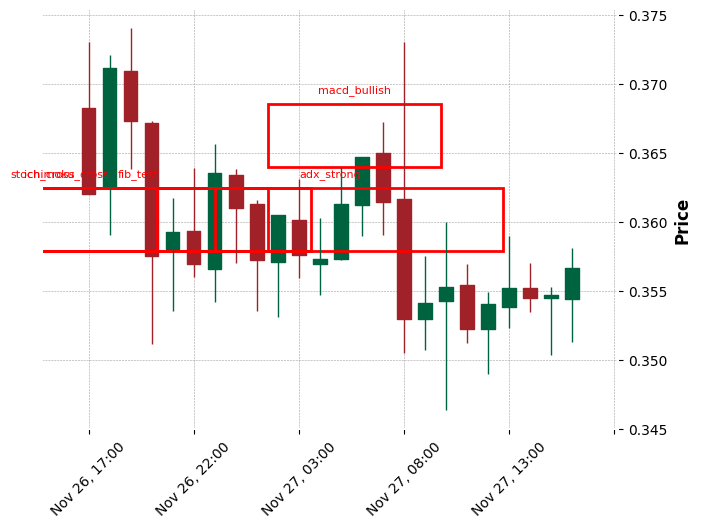 0.375
0.370
macd_bullish
0.365
fib_test
adx_strong
0.360
Price
0.355
0.350
0.345
Nov 26, 17:00
Nov 26, 22:00
Nov 27, 03:00
Nov 27, 08:00
Nov 27, 13:00